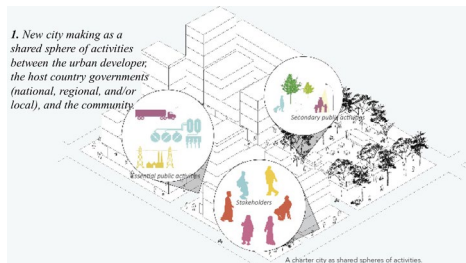 1. New city making as a
shared sphere of activities
between the urban developer,
the host country governments
(national, regional, and/or
local), and the community.
Secondary public activities
Essential public activities
Stakeholders
A charter city as shared spheres of activities.